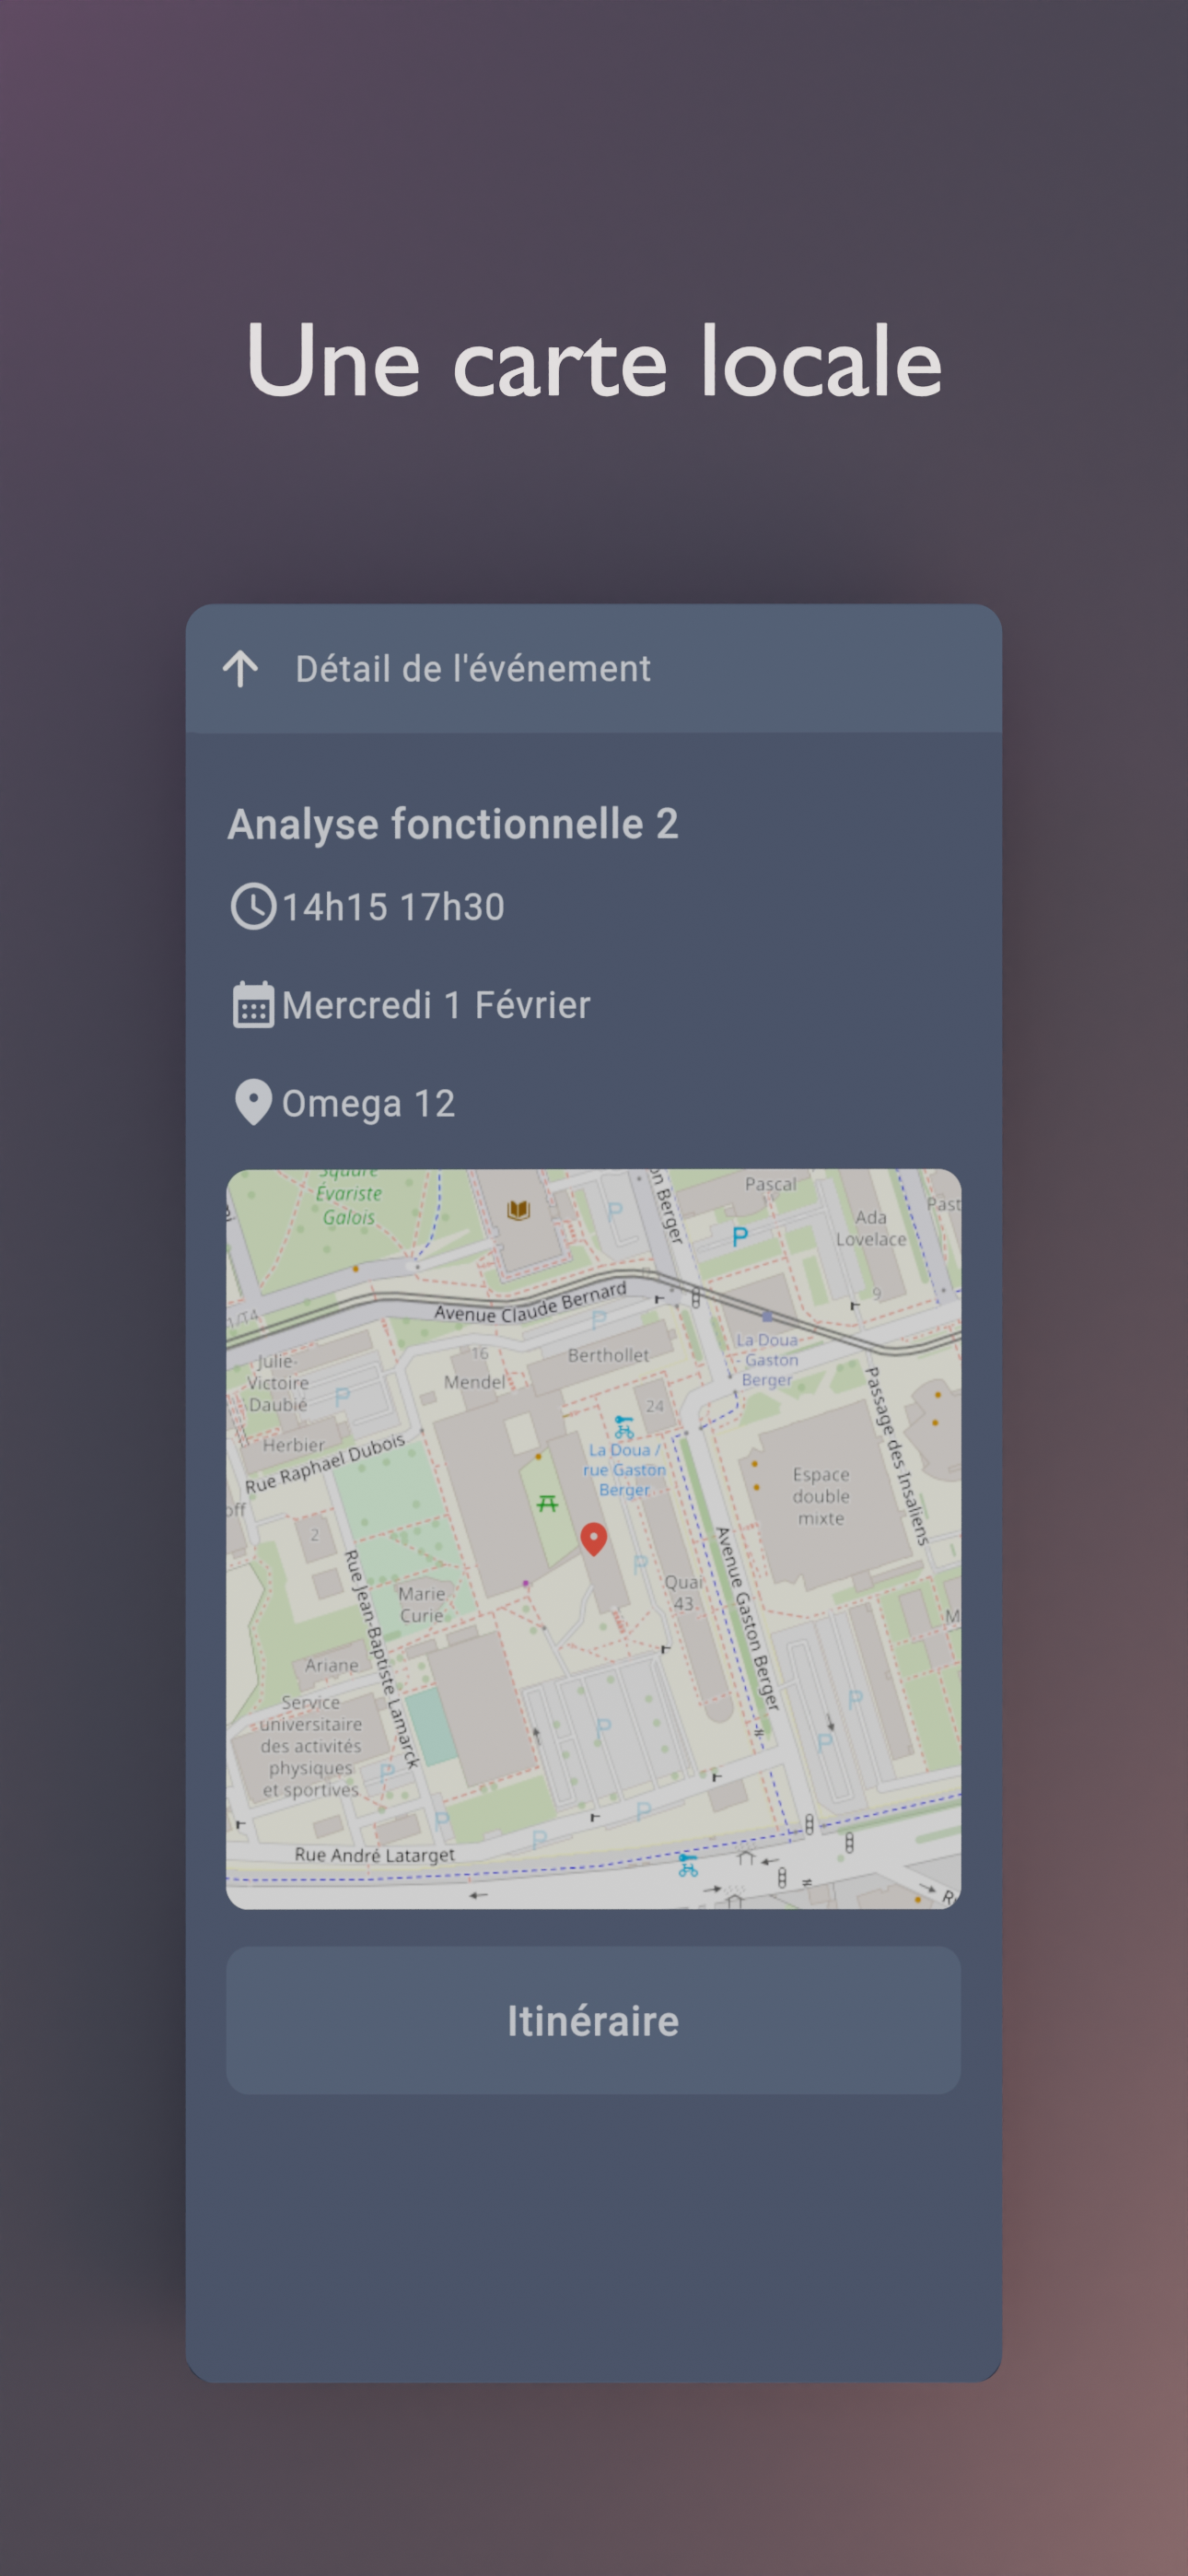 Une carte locale
Détail de l'événement
Analyse fonctionnelle 2
14h15 17h30
Mercredi 1 Février
Omega 12
Square
Évariste
Galois
P
on Berger
Pascal
P
Ada
Lovelace
Past
Avenue Claude Bernard
9
1/T4
P
La Doua
- Gaston
Berger
Julie
Victoire
Daubié
P
16
Mendel
Berthollet
24
Passage des Insaliens
Herbier
Rue Raphael Dubois
La Doua /
rue Gaston
Berger
Espace
double
mixte
off
2
Rue Jean-Baptiste Lamarck
Marie
Curie
P
Quai
43
Avenue Gaston Berger
M
Ariane
Service
universitaire
des activités
physiques
et sportives
P
P
P
P
P
P
P
Rue André Latarget
R
Itinéraire